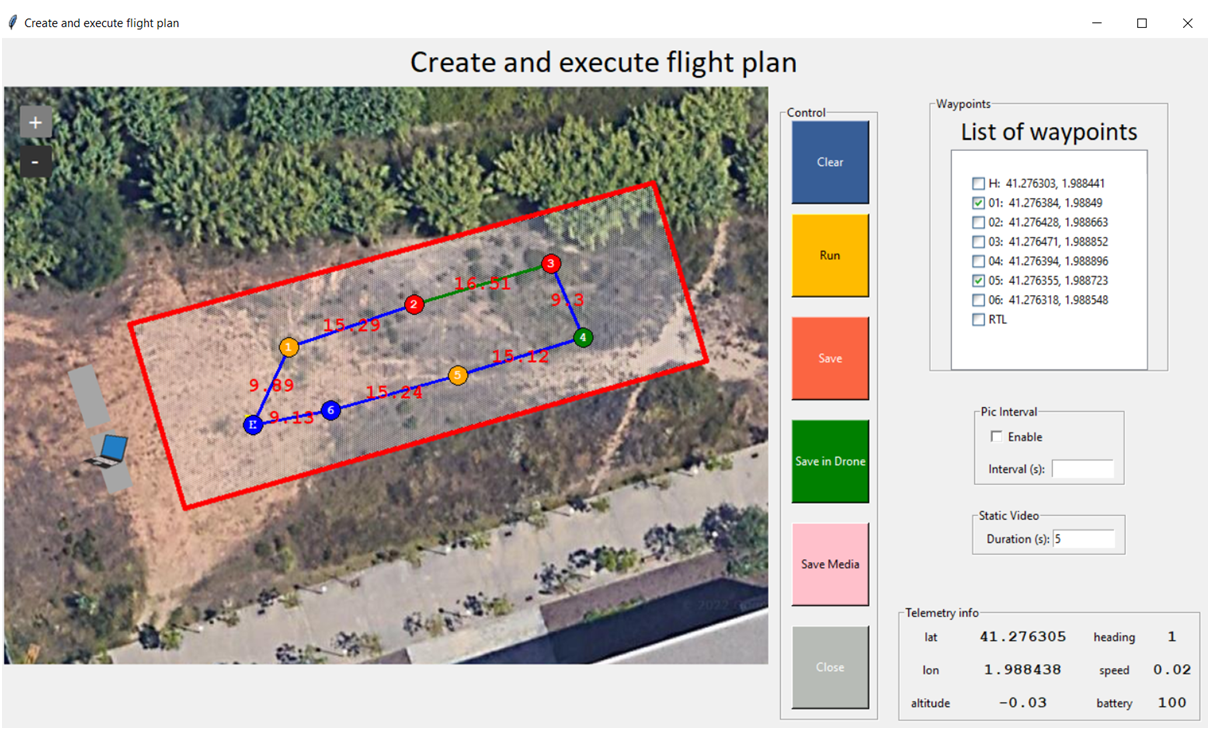 Create and execute flight plan
Create and execute flight plan
+
-
3
2
16.51
9.3
15.29
1
4
15.12
5
9.89
15.24
6
9.13
© 2022
Control
Clear
Run
Save
Save in Drone
Save Media
Close
Waypoints
List of waypoints
H: 41.276303, 1.988441
01: 41.276384, 1.98849
02: 41.276428, 1.988663
03: 41.276471, 1.988852
04: 41.276394, 1.988896
05: 41.276355, 1.988723
06: 41.276318, 1.988548
RTL
Pic Interval
Enable
Interval (s):
Static Video
Duration (s): 5
Telemetry info
lat 41.276305 heading 1
lon 1.988438 speed 0.02
altitude -0.03 battery 100